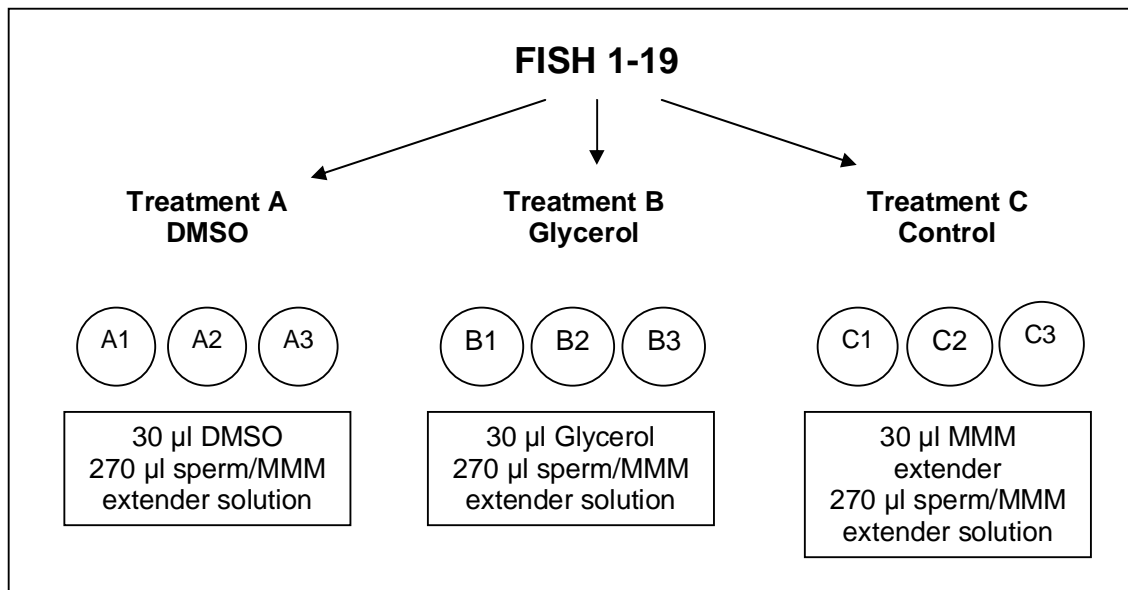 FISH 1-19
Treatment A
DMSO
Treatment B
Glycerol
Treatment C
Control
A1 A2 A3
B1 B2 B3
C1 C2 C3
30 µl DMSO
270 µl sperm/MMM
extender solution
30 µl Glycerol
270 µl sperm/MMM
extender solution
30 µl MMM
extender
270 µl sperm/MMM
extender solution